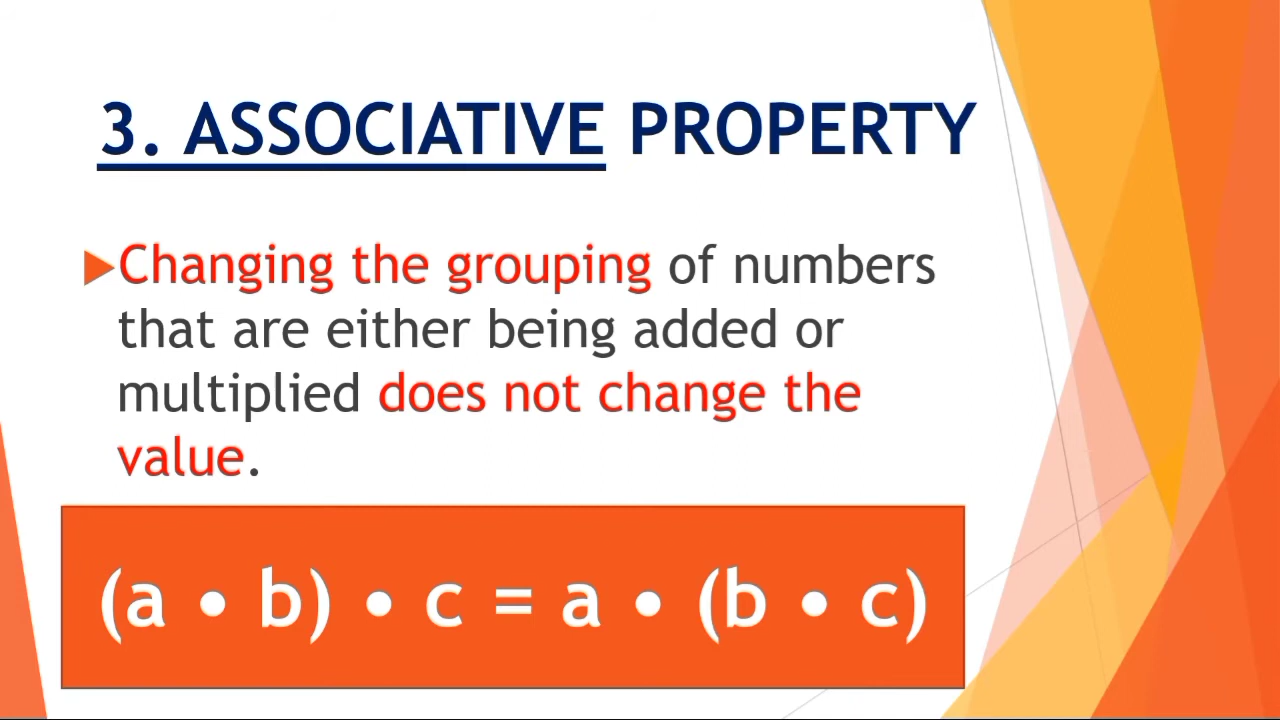 3. ASSOCIATIVE PROPERTY
Changing the grouping of numbers
that are either being added or
multiplied does not change the
value.
(a • b) • c = a • (b • c)